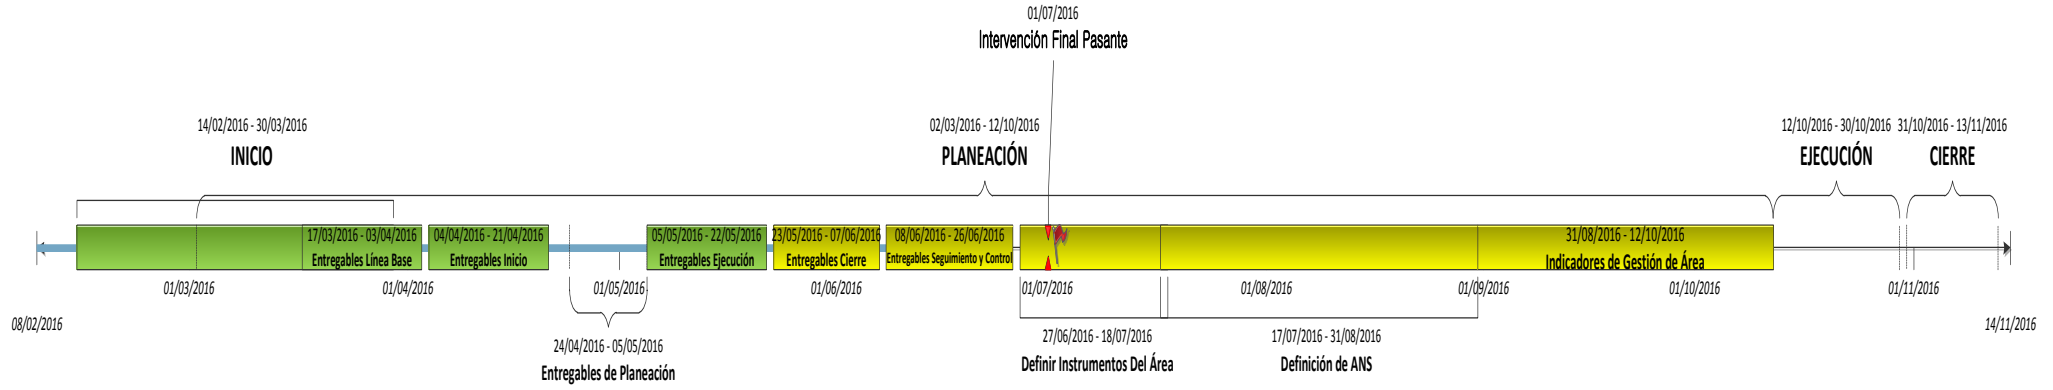 01/07/2016
Intervención Final Pasante
14/02/2016 - 30/03/2016
INICIO
02/03/2016 - 12/10/2016
PLANEACIÓN
12/10/2016 - 30/10/2016
EJECUCIÓN
31/10/2016 - 13/11/2016
CIERRE
17/03/2016 - 03/04/2016
Entregables Línea Base
04/04/2016 - 21/04/2016
Entregables Inicio
05/05/2016 - 22/05/2016
Entregables Ejecución
23/05/2016 - 07/06/2016
Entregables Cierre
08/06/2016 - 26/06/2016
Entregables Seguimiento y Control
31/08/2016 - 12/10/2016
Indicadores de Gestión de Área
01/03/2016
01/04/2016
01/05/2016
01/06/2016
01/07/2016
01/08/2016
01/09/2016
01/10/2016
01/11/2016
08/02/2016
14/11/2016
24/04/2016 - 05/05/2016
Entregables de Planeación
27/06/2016 - 18/07/2016
Definir Instrumentos Del Área
17/07/2016 - 31/08/2016
Definición de ANS